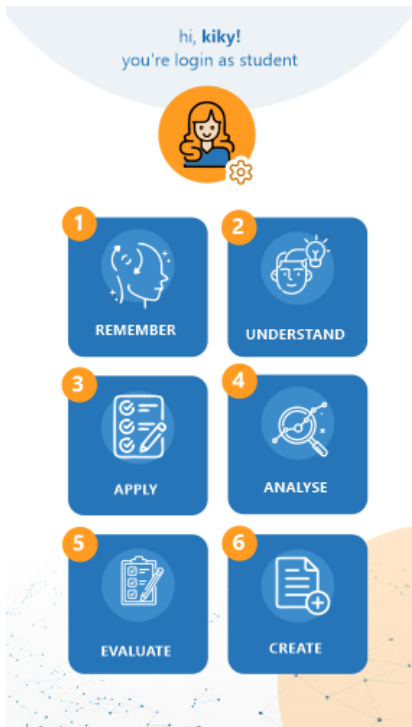 hi, kiky!
you're login as student
1
REMEMBER
2
UNDERSTAND
3
APPLY
4
ANALYSE
5
EVALUATE
6
CREATE